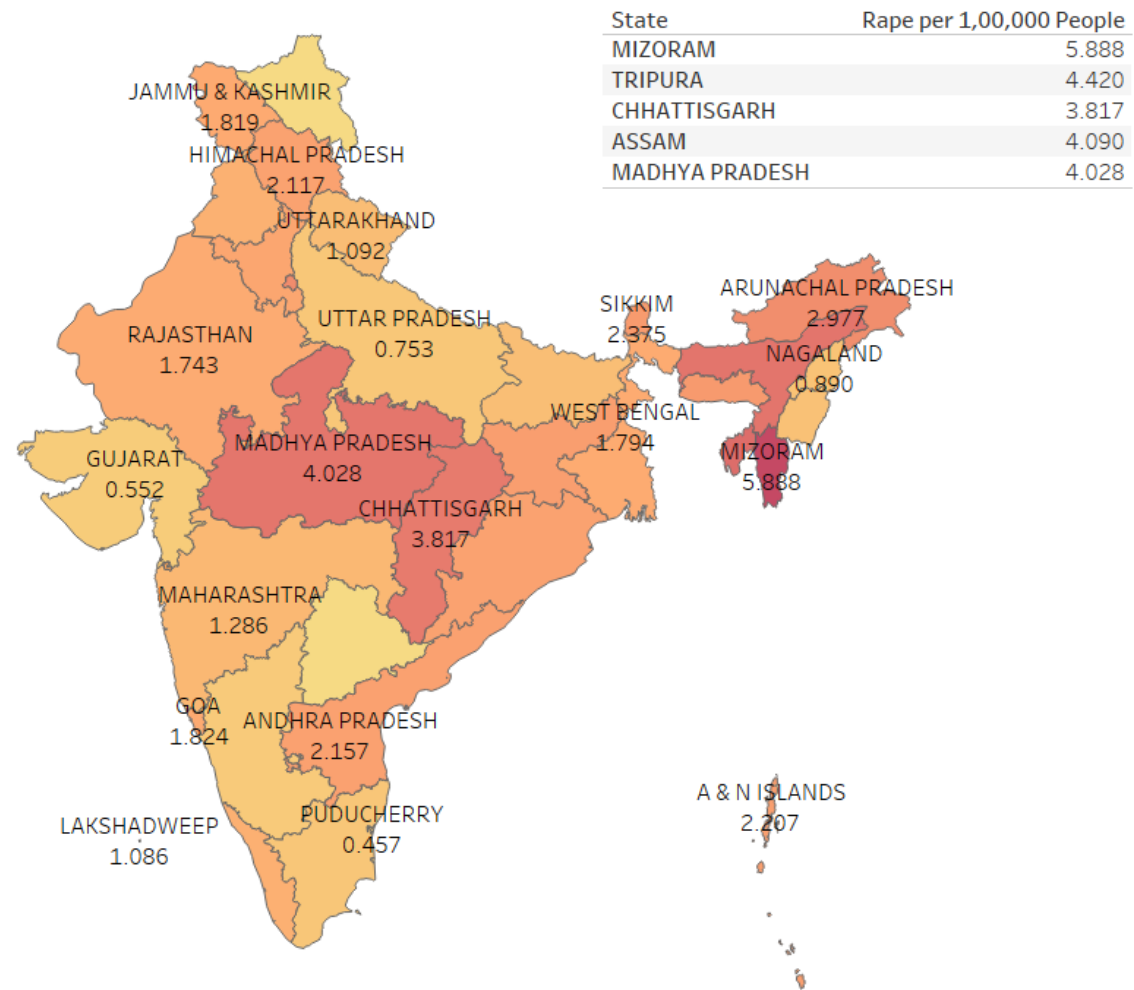 State Rape per 1,00,000 People
MIZORAM 5.888
TRIPURA 4.420
CHHATTISGARH 3.817
ASSAM 4.090
MADHYA PRADESH 4.028
JAMMU & KASHMIR
1.819
HIMACHAL PRADESH
2.117
UTTARAKHAND
1.092
ARUNACHAL PRADESH
2.977
SIKKIM
2.375
UTTAR PRADESH
0.753
RAJASTHAN
1.743
NAGALAND
0.890
WEST BENGAL
1.794
MADHYA PRADESH
4.028
MIZORAM
5.888
GUJARAT
0.552
CHHATTISGARH
3.817
MAHARASHTRA
1.286
GOA
1.824
ANDHRA PRADESH
2.157
A & N ISLANDS
2.207
PUDUCHERRY
0.457
LAKSHADWEEP
1.086